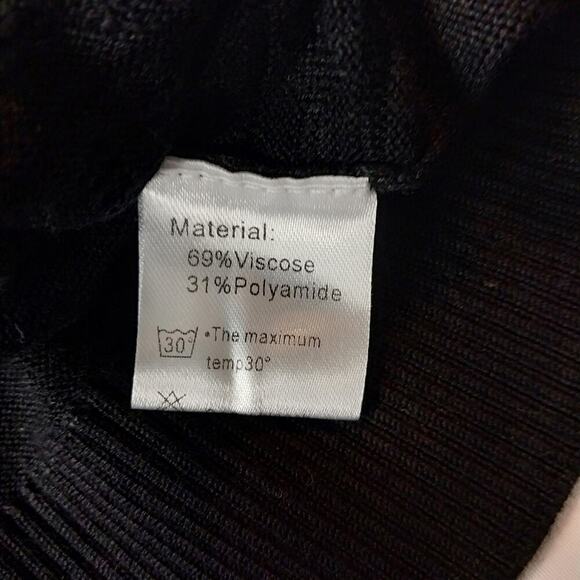 Material:
69%Viscose
31%Polyamide
30° •The maximum
temp30°